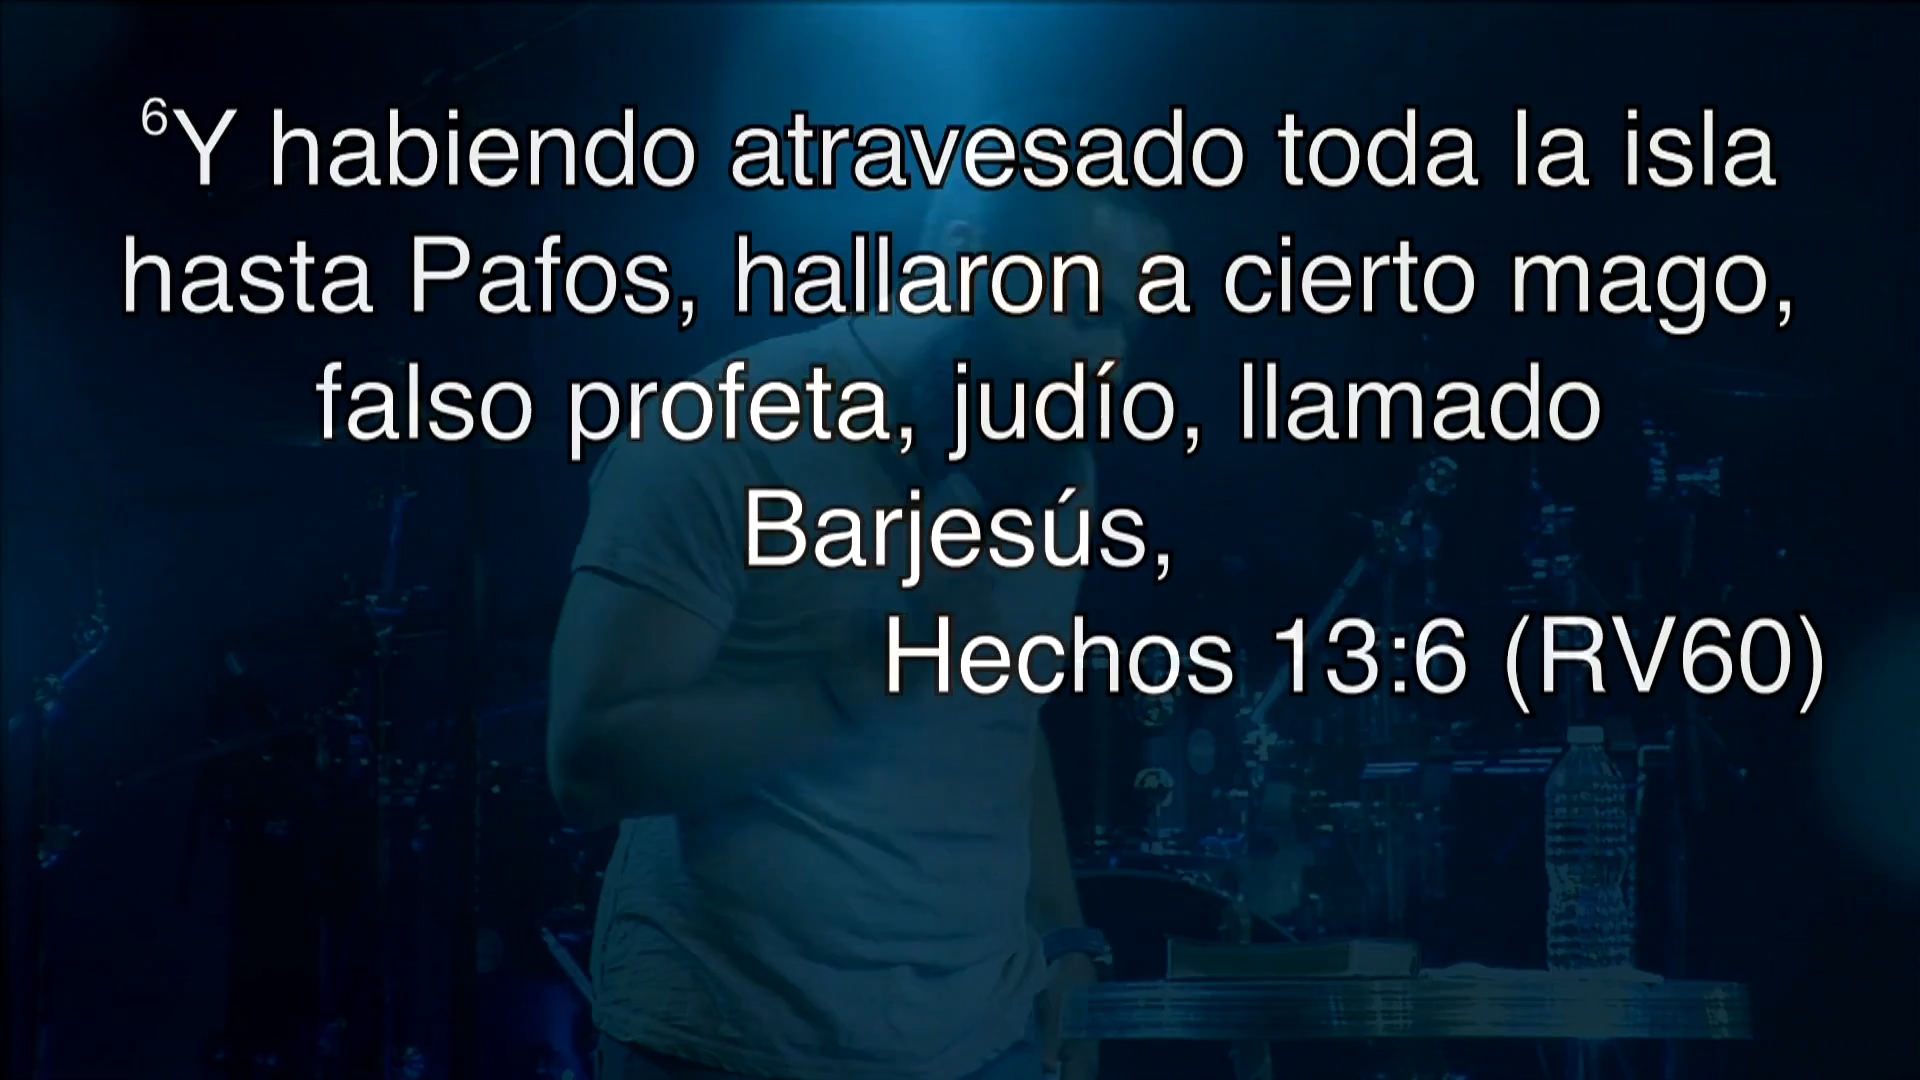 ⁶Y habiendo atravesado toda la isla
hasta Pafos, hallaron a cierto mago,
falso profeta, judío, llamado
Barjesús,
Hechos 13:6 (RV60)